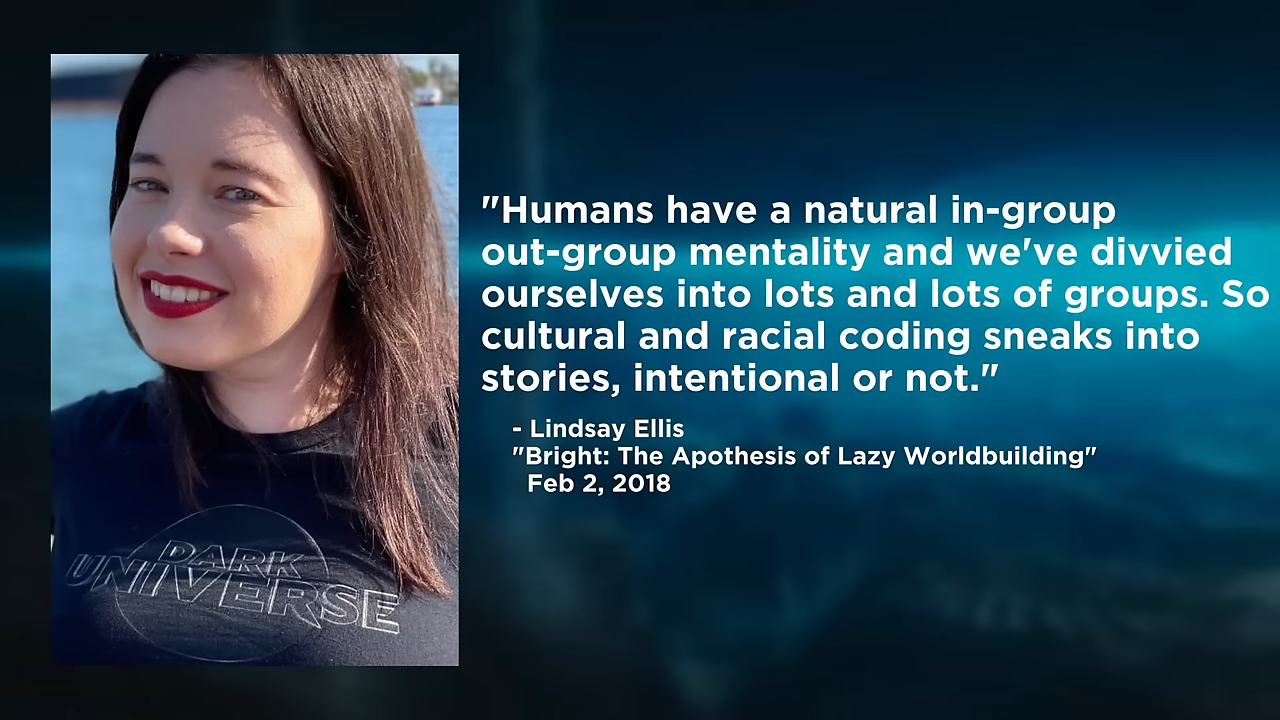 "Humans have a natural in-group
out-group mentality and we've divvied
ourselves into lots and lots of groups. So
cultural and racial coding sneaks into
stories, intentional or not."
- Lindsay Ellis
"Bright: The Apothesis of Lazy Worldbuilding"
Feb 2, 2018
DARK
UNIVERSE